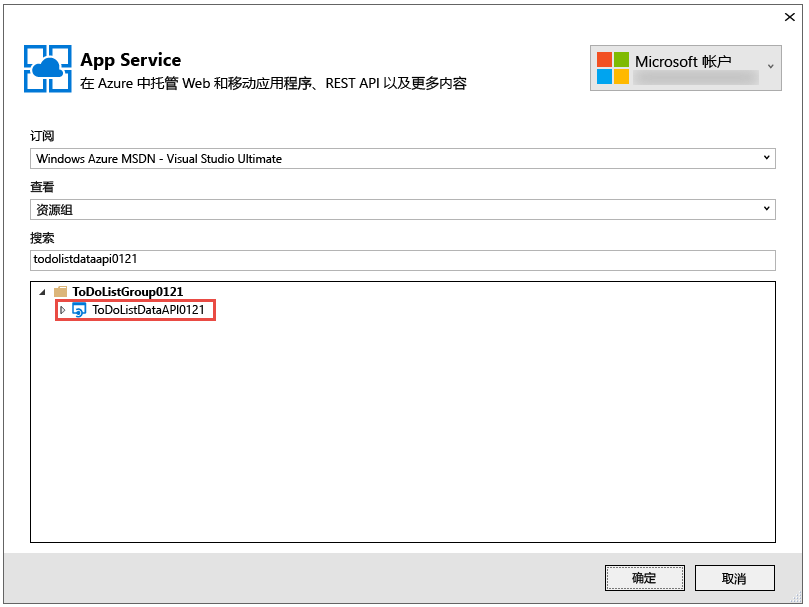 App Service
在 Azure 中托管 Web 和移动应用程序、REST API 以及更多内容
Microsoft 帐户
订阅
Windows Azure MSDN - Visual Studio Ultimate
查看
资源组
搜索
todolistdataapi0121
ToDoListGroup0121
ToDoListDataAPI0121
确定
取消